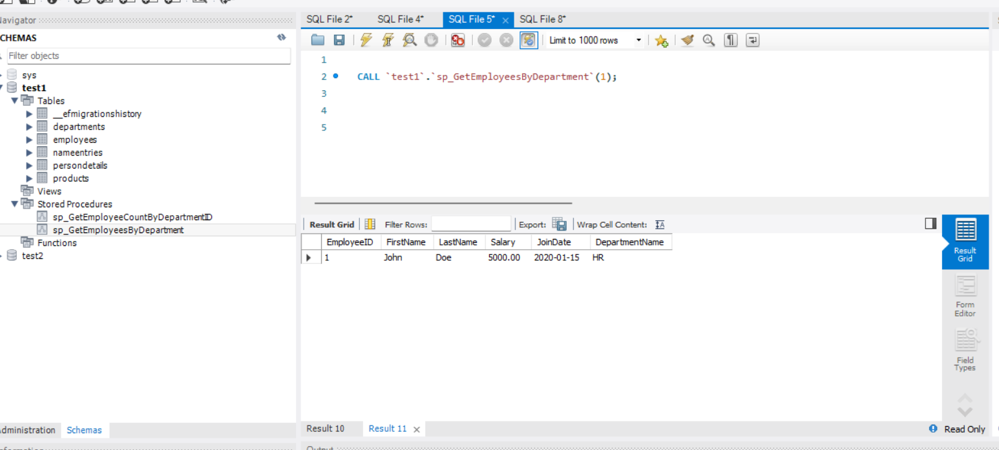 SQL File 2*
SQL File 4*
SQL File 5*
SQL File 8*
SCHEMAS
Filter objects
sys
test1
Tables
__efmigrationshistory
departments
employees
nameentries
persondetails
products
Views
Stored Procedures
sp_GetEmployeeCountByDepartmentID
sp_GetEmployeesByDepartment
Functions
test2
Administration Schemas
Limit to 1000 rows
1
2 CALL `test1`.`sp_GetEmployeesByDepartment`(1);
3
4
5
Result Grid Filter Rows: Export: Wrap Cell Content:
EmployeeID FirstName LastName Salary JoinDate DepartmentName
1 John Doe 5000.00 2020-01-15 HR
Result
Grid
Form
Editor
Field
Types
Result 10 Result 11 Read Only